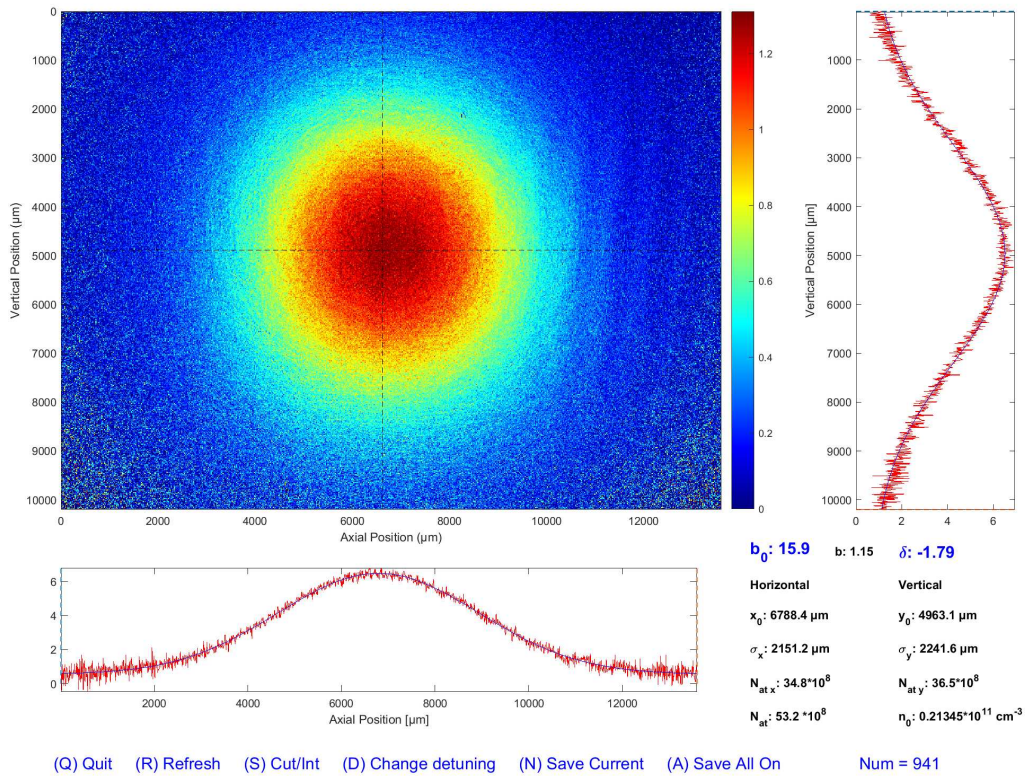 0
1000
2000
3000
4000
5000
6000
7000
8000
9000
10000
Vertical Position (µm)
0 2000 4000 6000 8000 10000 12000
Axial Position (µm)
1.2
1
0.8
0.6
0.4
0.2
0
0
1000
2000
3000
4000
5000
6000
7000
8000
9000
10000
Vertical Position [µm]
0 2 4 6
6
4
2
0
2000 4000 6000 8000 10000 12000
Axial Position [µm]
b0: 15.9 b: 1.15 δ: -1.79
Horizontal Vertical
x0: 6788.4 µm y0: 4963.1 µm
σx: 2151.2 µm σy: 2241.6 µm
Nat x: 34.8*10^8 Nat y: 36.5*10^8
Nat: 53.2 *10^8 n0: 0.21345*10^11 cm^-3
(Q) Quit (R) Refresh (S) Cut/Int (D) Change detuning (N) Save Current (A) Save All On Num = 941